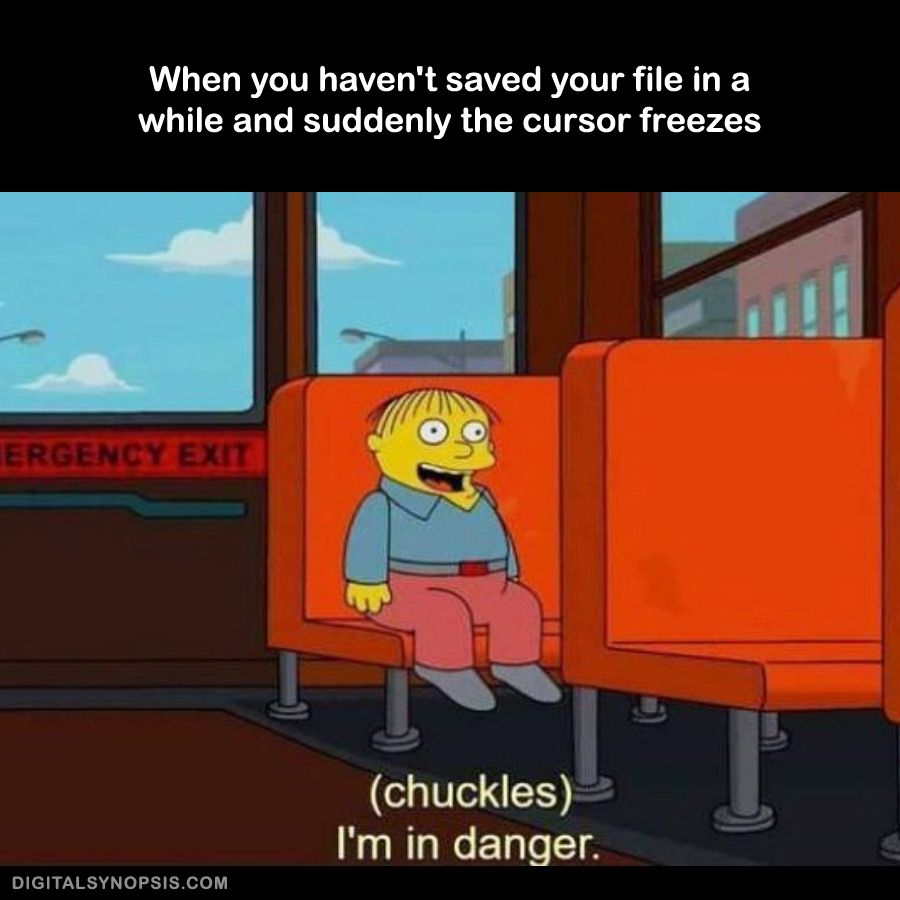 When you haven't saved your file in a
while and suddenly the cursor freezes
ERGENCY EXIT
(chuckles)
I'm in danger.
DIGITALSYNOPSIS.COM